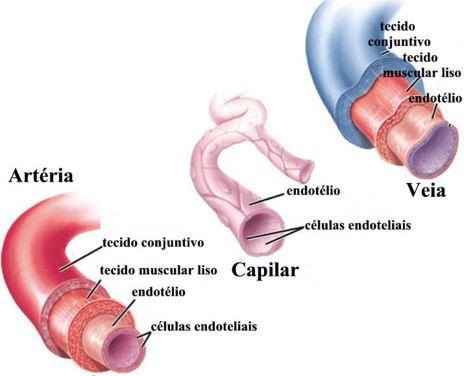 Artéria
tecido conjuntivo
tecido muscular liso
endotélio
células endoteliais
endotélio
células endoteliais
Capilar
tecido
conjuntivo
tecido
muscular liso
endotélio
Veia